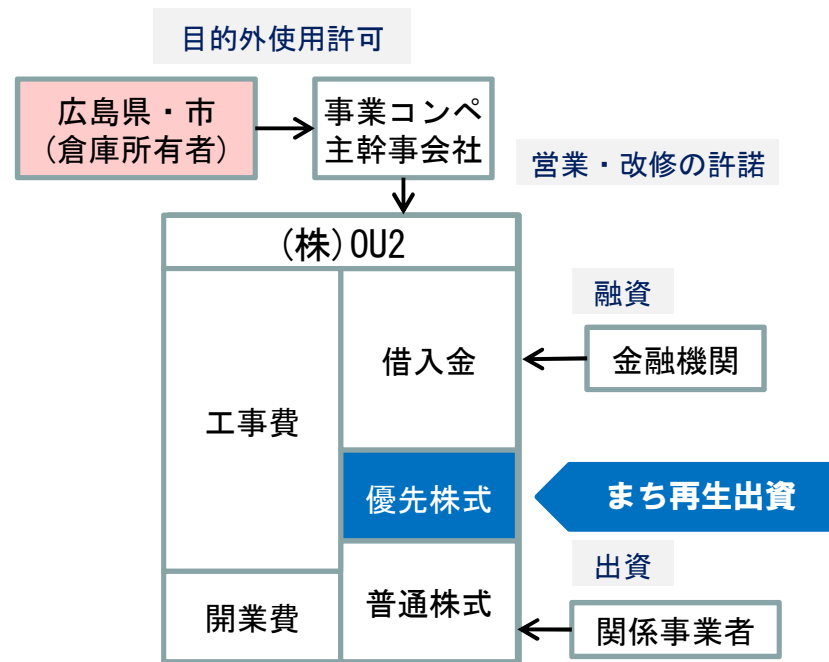 目的外使用許可
広島県・市
(倉庫所有者)
事業コンペ
主幹事会社
営業・改修の許諾
(株)OU2
融資
借入金
金融機関
工事費
優先株式
まち再生出資
出資
開業費
普通株式
関係事業者